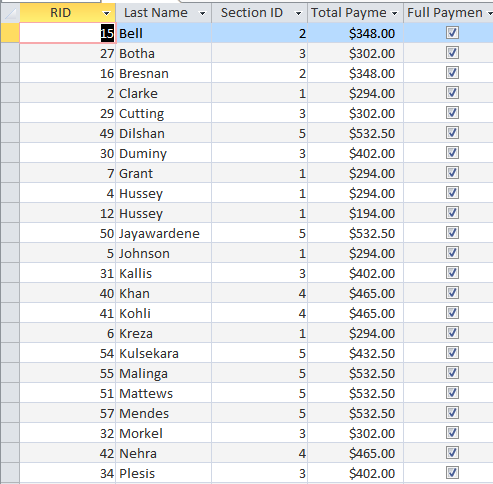 RID Last Name Section ID Total Payme Full Paymen
15 Bell 2 $348.00
27 Botha 3 $302.00
16 Bresnan 2 $348.00
2 Clarke 1 $294.00
29 Cutting 3 $302.00
49 Dilshan 5 $532.50
30 Duminy 3 $402.00
7 Grant 1 $294.00
4 Hussey 1 $294.00
12 Hussey 1 $194.00
50 Jayawardene 5 $532.50
5 Johnson 1 $294.00
31 Kallis 3 $402.00
40 Khan 4 $465.00
41 Kohli 4 $465.00
6 Kreza 1 $294.00
54 Kulsekara 5 $432.50
55 Malinga 5 $532.50
51 Mattews 5 $532.50
57 Mendes 5 $532.50
32 Morkel 3 $302.00
42 Nehra 4 $465.00
34 Plesis 3 $402.00